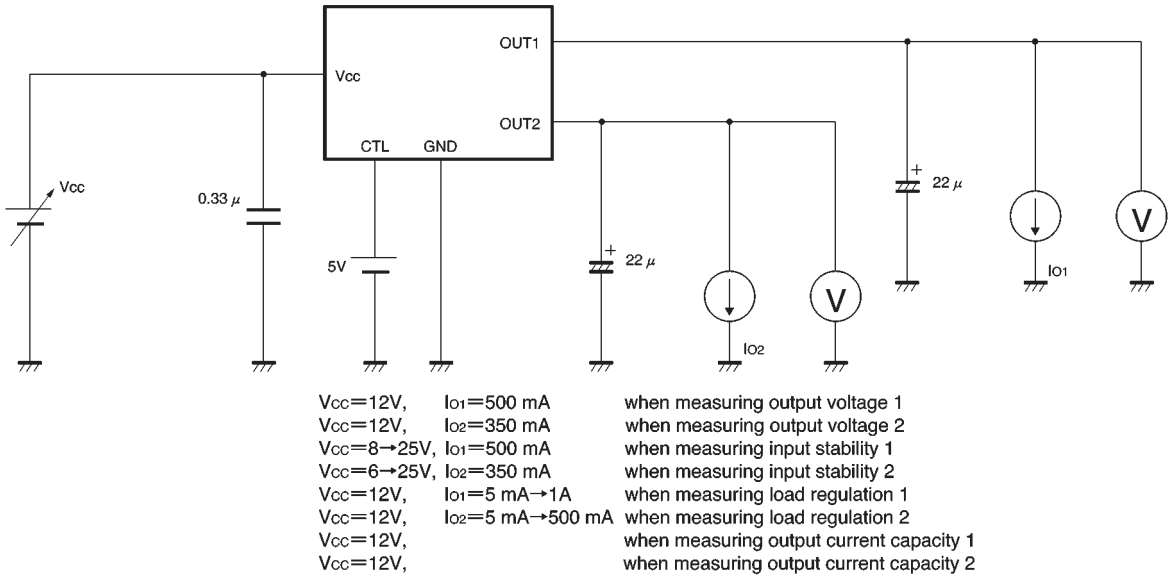 OUT1
Vcc
OUT2
CTL GND
Vcc
0.33 μ
22 μ
V
5V
22 μ
V
IO1
IO2
Vcc=12V, IO1=500 mA when measuring output voltage 1
Vcc=12V, IO2=350 mA when measuring output voltage 2
Vcc=8→25V, IO1=500 mA when measuring input stability 1
Vcc=6→25V, IO2=350 mA when measuring input stability 2
Vcc=12V, IO1=5 mA→1A when measuring load regulation 1
Vcc=12V, IO2=5 mA→500 mA when measuring load regulation 2
Vcc=12V, when measuring output current capacity 1
Vcc=12V, when measuring output current capacity 2